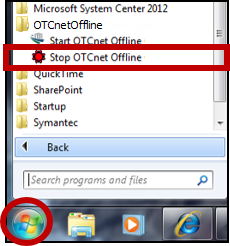 Microsoft System Center 2012
OTCnetOffline
Start OTCnet Offline
Stop OTCnet Offline
QuickTime
SharePoint
Startup
Symantec
Back
Search programs and files